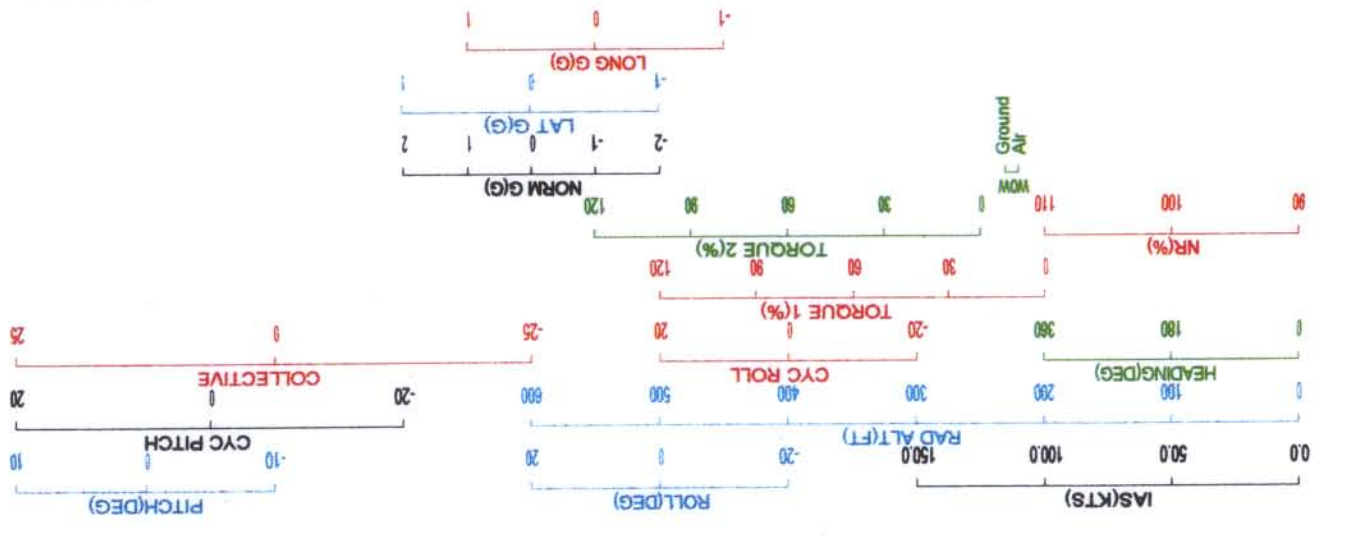 IAS(KTS) ROLL(DEG) PITCH(DEG)
0.0 50.0 100.0 150.0 -20 0 20 -10 0 10
RAD ALT(FT) CYC PITCH
0 100 200 300 400 500 600 -20 0 20
HEADING(DEG) CYC ROLL COLLECTIVE
0 180 360 -20 0 20 -25 0 25
TORQUE 1(%)
0 30 60 90 120
NR(%) TORQUE 2(%)
90 100 110 0 30 60 90 120
WOW NORM G(G)
Air -2 -1 0 1 2
Ground LAT G(G)
-1 0 1
LONG G(G)
-1 0 1